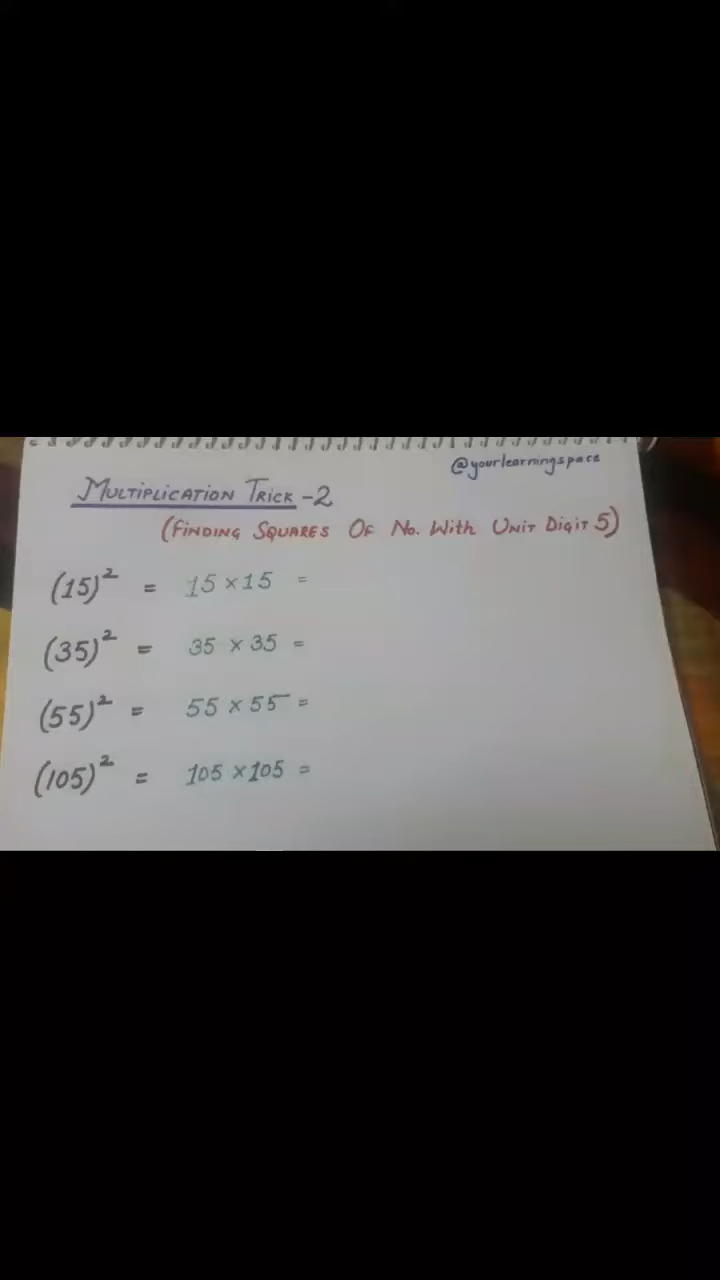 @yourlearningspace
MULTIPLICATION TRICK -2
(FINDING SQUARES OF NO. WITH UNIT DIGIT 5)
(15)² = 15 × 15 =
(35)² = 35 × 35 =
(55)² = 55 × 55 =
(105)² = 105 × 105 =